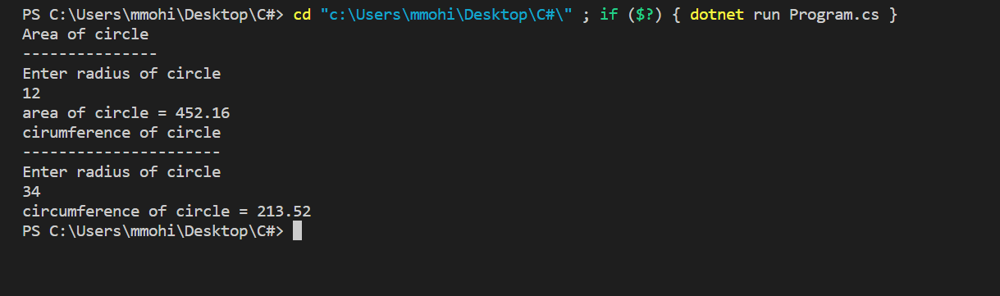 PS C:\Users\mmohi\Desktop\C#> cd "c:\Users\mmohi\Desktop\C#\" ; if ($?) { dotnet run Program.cs }
Area of circle
---------------
Enter radius of circle
12
area of circle = 452.16
cirumference of circle
----------------------
Enter radius of circle
34
circumference of circle = 213.52
PS C:\Users\mmohi\Desktop\C#>